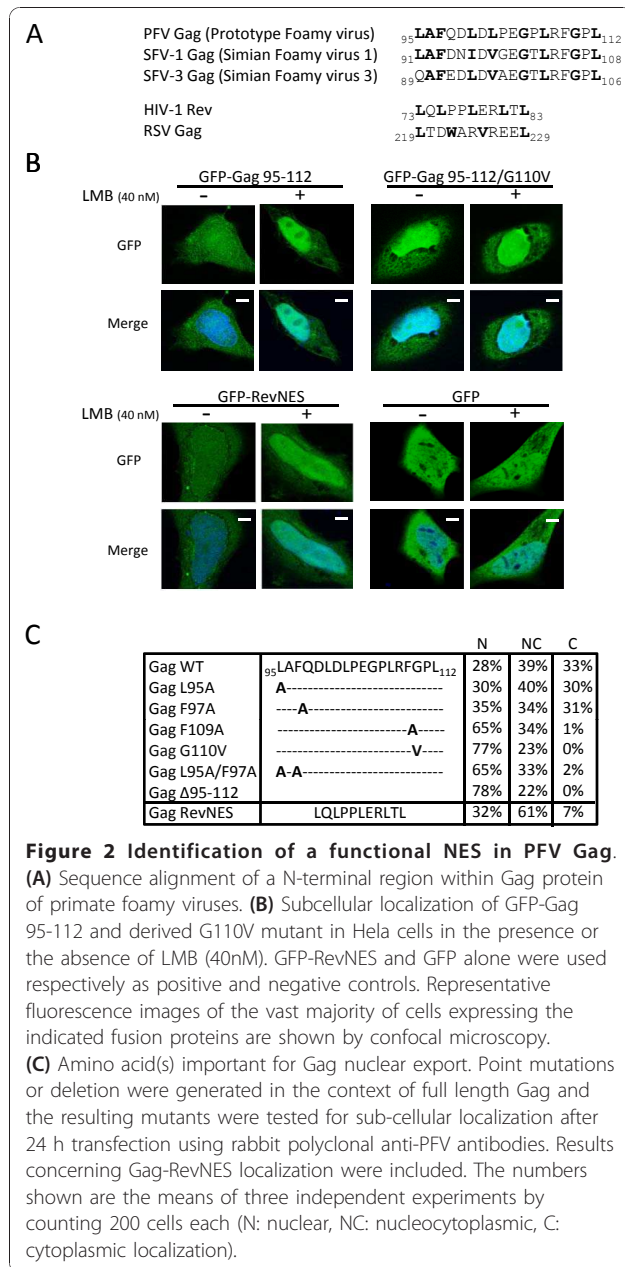 A
PFV Gag (Prototype Foamy virus) 95LAFQDLDLPEGPLRFGPL112
SFV-1 Gag (Simian Foamy virus 1) 91LAFDNIDVGEGTLRFGPL108
SFV-3 Gag (Simian Foamy virus 3) 89QAFEDLDVAEGTLRFGPL106
HIV-1 Rev 73LQLPPLERLTL83
RSV Gag 219LTDWARVREEL229
B
GFP-Gag 95-112 GFP-Gag 95-112/G110V
LMB (40 nM) - + - +
GFP
Merge
GFP-RevNES GFP
LMB (40 nM) - + - +
GFP
Merge
C
N NC C
Gag WT 95LAFQDLDLPEGPLRFGPL112 28% 39% 33%
Gag L95A A------------------------------- 30% 40% 30%
Gag F97A ----A---------------------------- 35% 34% 31%
Gag F109A ---------------------------A----- 65% 34% 1%
Gag G110V ----------------------------V---- 77% 23% 0%
Gag L95A/F97A A-A----------------------------- 65% 33% 2%
Gag Δ95-112 78% 22% 0%
Gag RevNES LQLPPLERLTL 32% 61% 7%
Figure 2 Identification of a functional NES in PFV Gag.
(A) Sequence alignment of a N-terminal region within Gag protein
of primate foamy viruses. (B) Subcellular localization of GFP-Gag
95-112 and derived G110V mutant in Hela cells in the presence or
the absence of LMB (40nM). GFP-RevNES and GFP alone were used
respectively as positive and negative controls. Representative
fluorescence images of the vast majority of cells expressing the
indicated fusion proteins are shown by confocal microscopy.
(C) Amino acid(s) important for Gag nuclear export. Point mutations
or deletion were generated in the context of full length Gag and
the resulting mutants were tested for sub-cellular localization after
24 h transfection using rabbit polyclonal anti-PFV antibodies. Results
concerning Gag-RevNES localization were included. The numbers
shown are the means of three independent experiments by
counting 200 cells each (N: nuclear, NC: nucleocytoplasmic, C:
cytoplasmic localization).